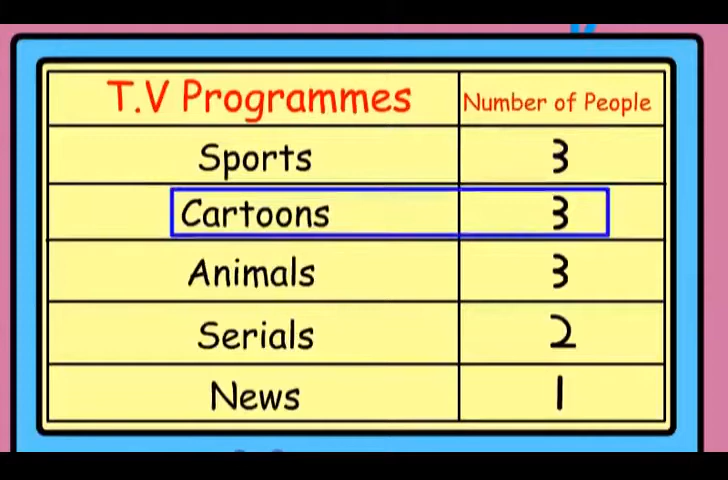 T.V Programmes Number of People
Sports 3
Cartoons 3
Animals 3
Serials 2
News 1